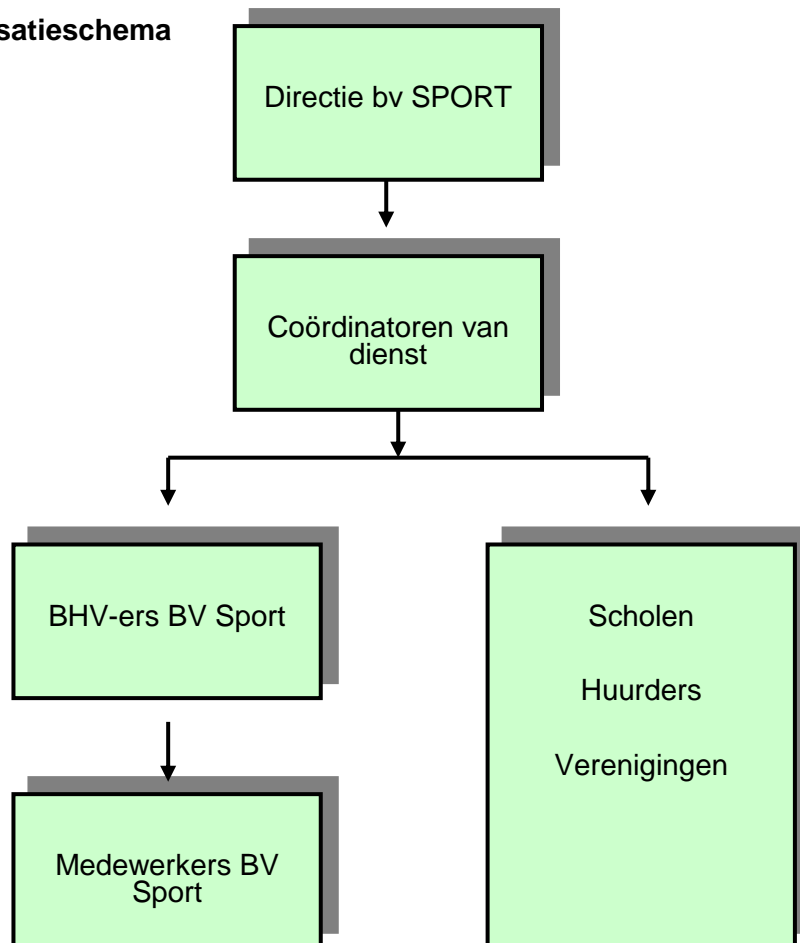 satieschema
Directie bv SPORT
Coördinatoren van
dienst
BHV-ers BV Sport
Scholen
Huurders
Verenigingen
Medewerkers BV
Sport